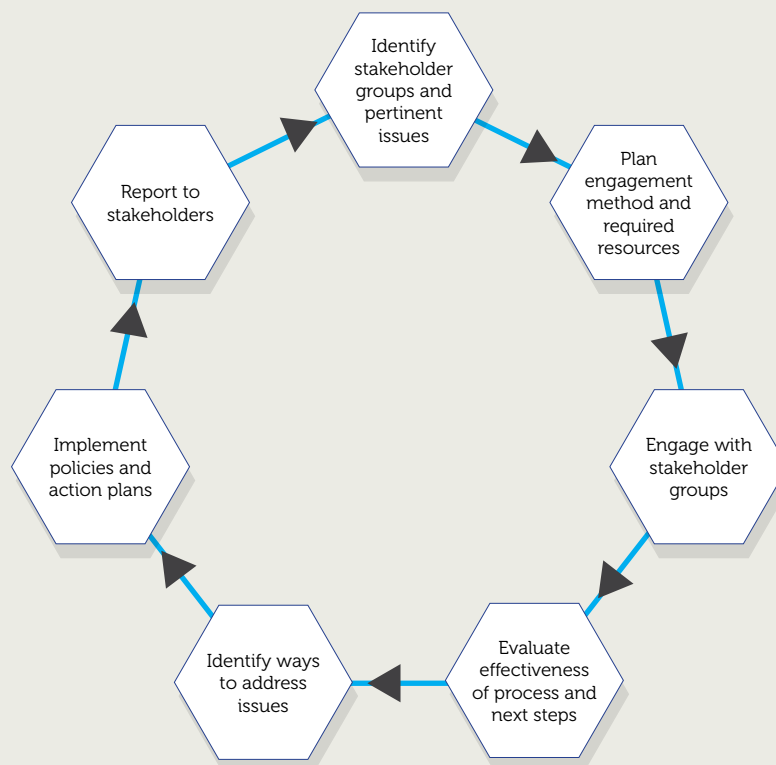 Identify
stakeholder
groups and
pertinent
issues
Plan
engagement
method and
required
resources
Engage with
stakeholder
groups
Evaluate
effectiveness
of process and
next steps
Identify ways
to address
issues
Implement
policies and
action plans
Report to
stakeholders